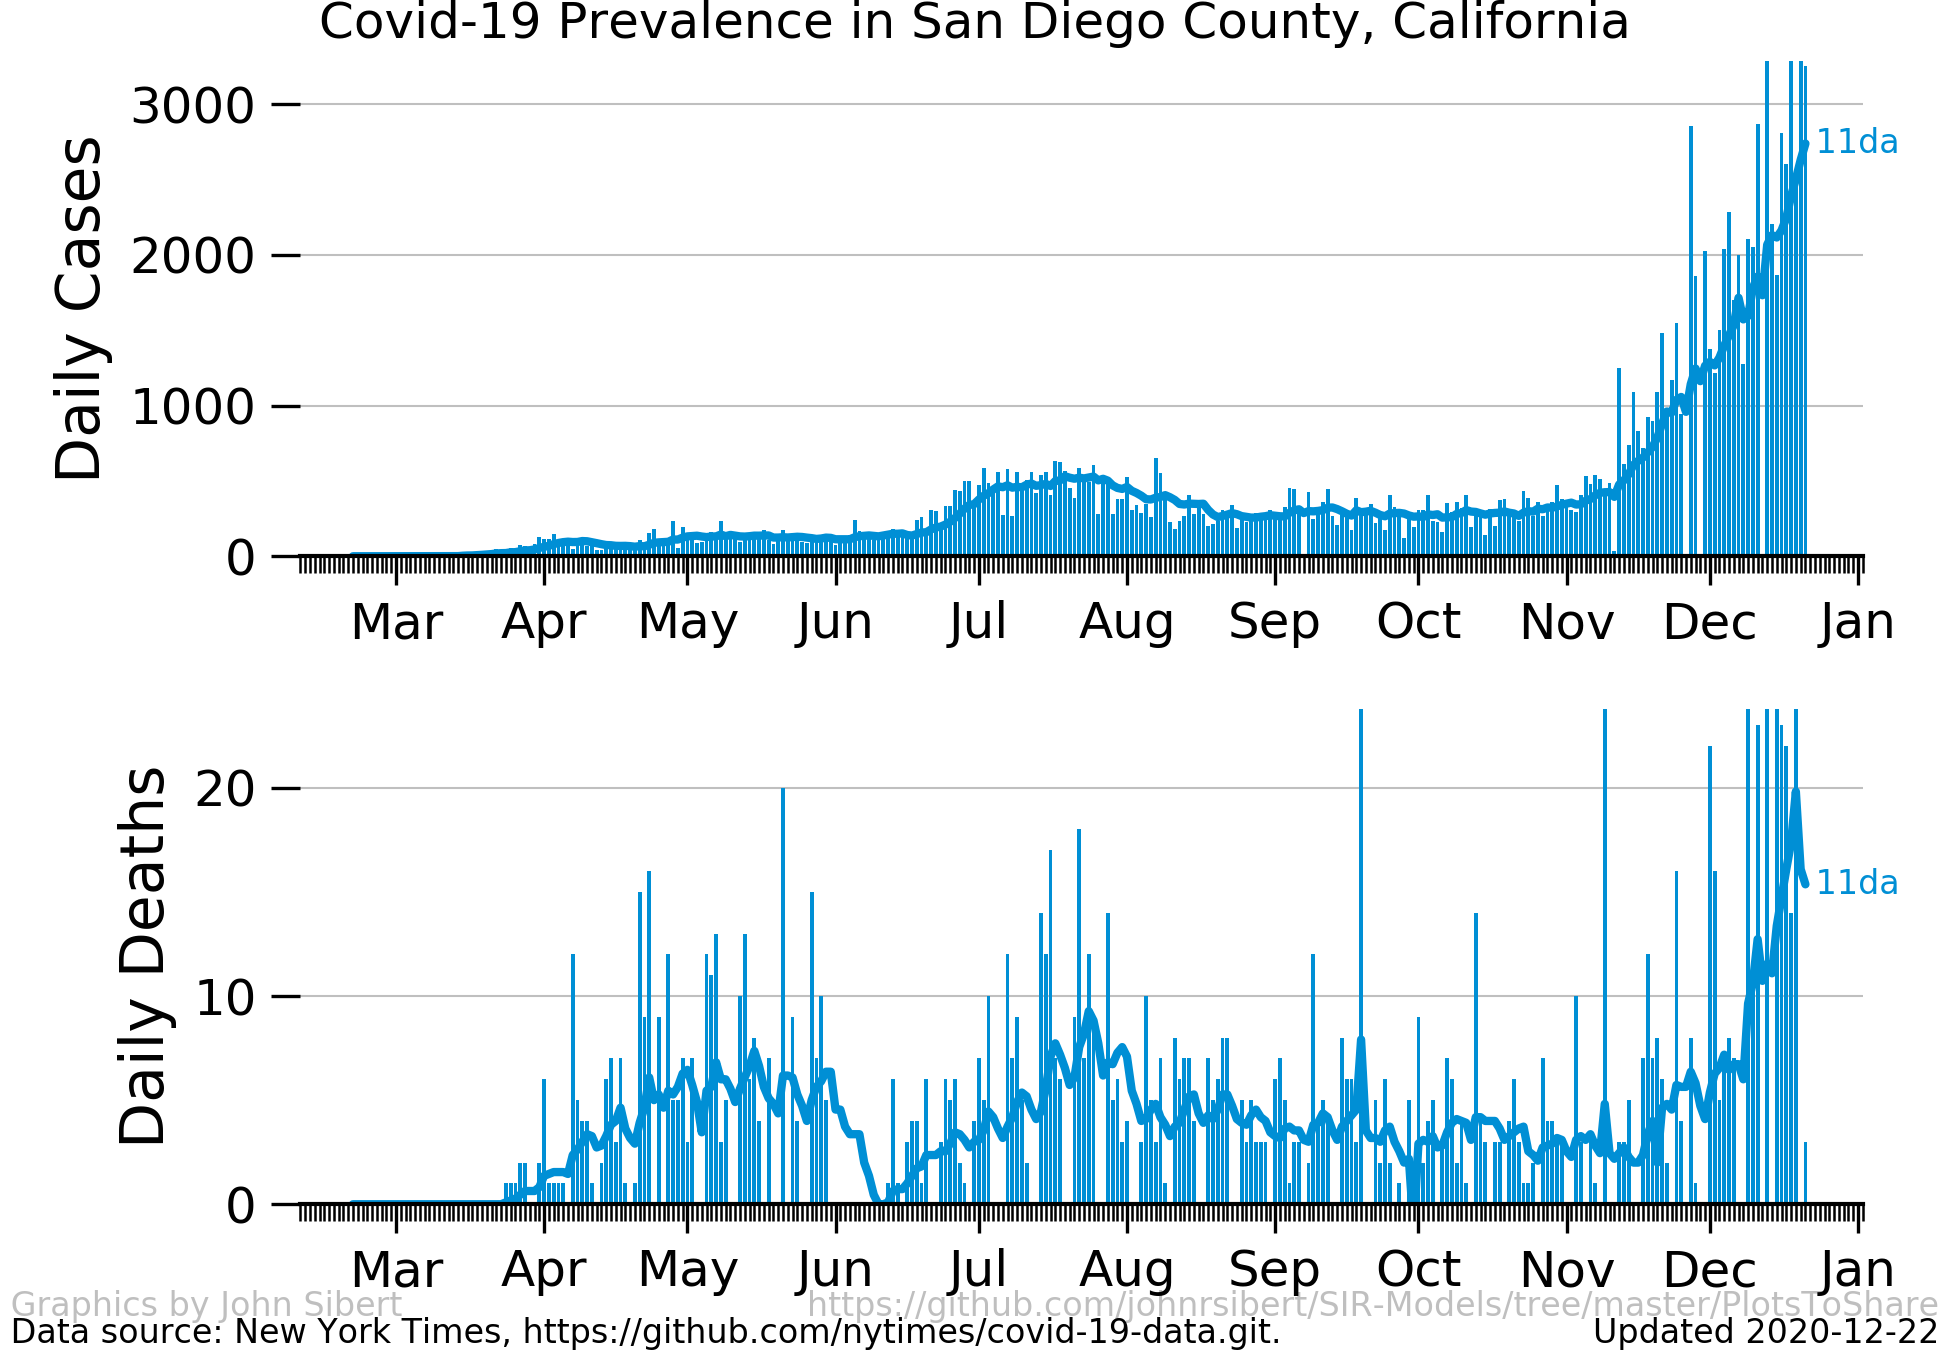 Covid-19 Prevalence in San Diego County, California
Daily Cases
3000
2000
1000
0
11da
Mar Apr May Jun Jul Aug Sep Oct Nov Dec Jan
Daily Deaths
20
10
0
11da
Mar Apr May Jun Jul Aug Sep Oct Nov Dec Jan
Graphics by John Sibert https://github.com/johnrsibert/SIR-Models/tree/master/PlotsToShare
Data source: New York Times, https://github.com/nytimes/covid-19-data.git. Updated 2020-12-22